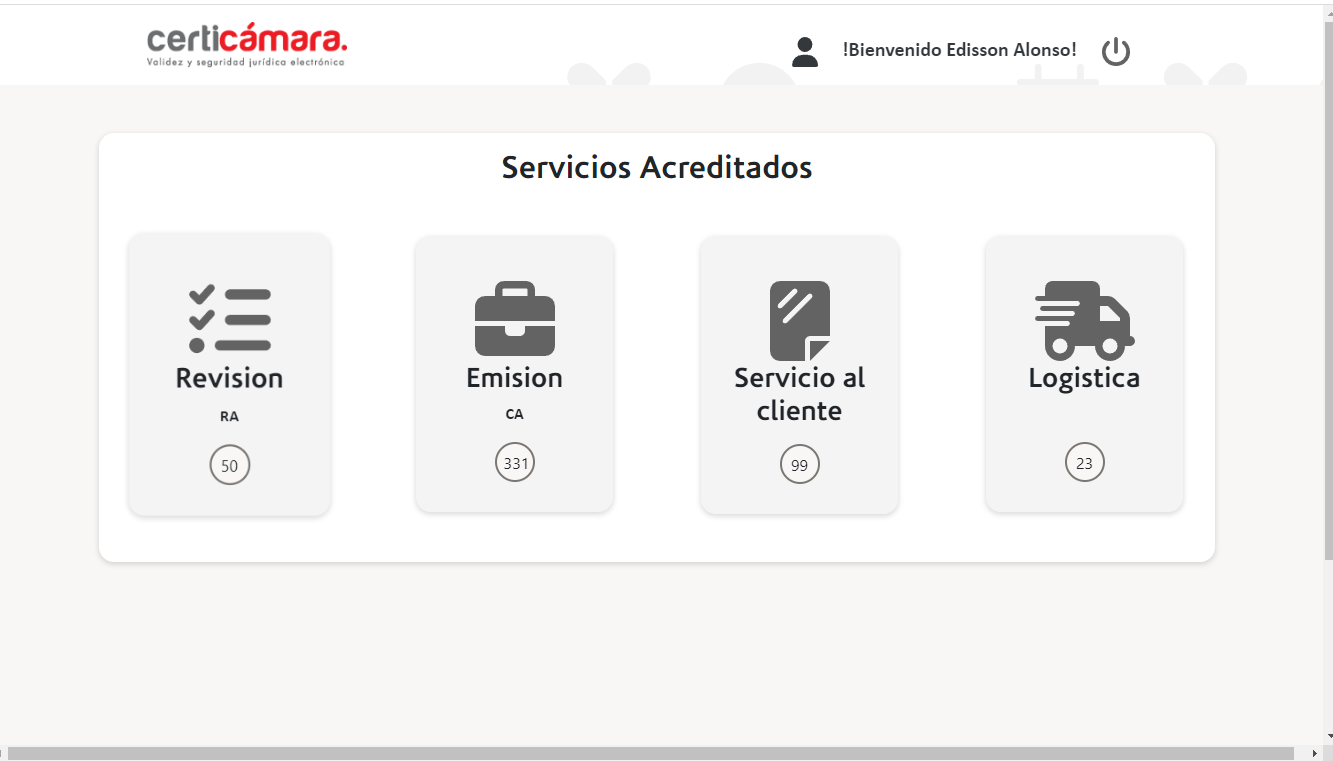 certicámara.
Validez y seguridad jurídica electrónica
!Bienvenido Edisson Alonso!
Servicios Acreditados
Revision
RA
50
Emision
CA
331
Servicio al
cliente
99
Logistica
23